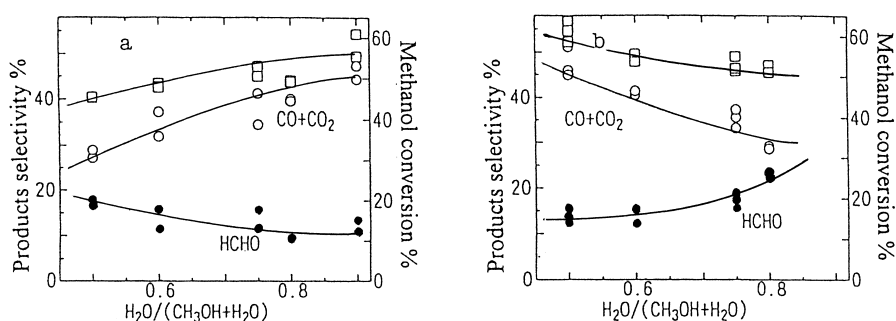 a
Products selectivity %
40
20
0
CO+CO₂
HCHO
60
40
20
0
Methanol conversion %
0.6
0.8
H₂O/(CH₃OH+H₂O)
b
Products selectivity %
40
20
0
CO+CO₂
HCHO
60
40
20
0
Methanol conversion %
0.6
0.8
H₂O/(CH₃OH+H₂O)